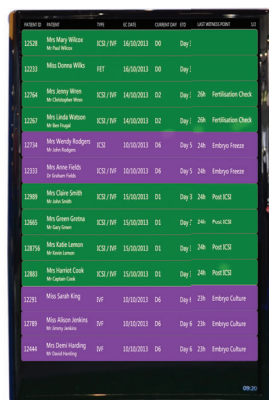 PATIENT ID PATIENT TYPE EC DATE CURRENT DAY ETD LAST WITNESS POINT
12528 Mrs Mary Wilcox ICSI / IVF 16/10/2013 D0 Day
Mr Paul Wilcox
12233 Miss Donna Wilks FET 16/10/2013 D0 Day
12764 Mrs Jenny Wren ICSI / IVF 14/10/2013 D2 Day 26h Fertilisation Check
Mr Christopher Wren
12267 Mrs Linda Watson ICSI / IVF 14/10/2013 D2 Day 26h Fertilisation Check
Mr Ben Frugal
12734 Mrs Wendy Rodgers ICSI 10/10/2013 D6 Day 5 24h Embryo Freeze
Mr John Rodgers
12333 Mrs Anne Fields ICSI / IVF 10/10/2013 D6 Day 5 24h Embryo Freeze
Dr Graham Fields
12989 Mrs Claire Smith ICSI / IVF 15/10/2013 D1 Day 3 24h Post ICSI
Mr John Smith
12665 Mrs Green Gretna ICSI / IVF 15/10/2013 D1 Day 24h Post ICSI
Mr Gary Green
128756 Mrs Katie Lemon ICSI / IVF 15/10/2013 D1 Day 24h Post ICSI
Mr Kevin Lemon
12883 Mrs Harriot Cook ICSI / IVF 15/10/2013 D1 Day 24h Post ICSI
Mr Captain Cook
12291 Miss Sarah King IVF 10/10/2013 D6 Day 23h Embryo Culture
12789 Miss Alison Jenkins IVF 10/10/2013 D6 Day 6 23h Embryo Culture
Mr Jimmy Jenkins
12444 Mrs Demi Harding IVF 10/10/2013 D6 Day 6 23h Embryo Culture
Mr David Harding
09:20